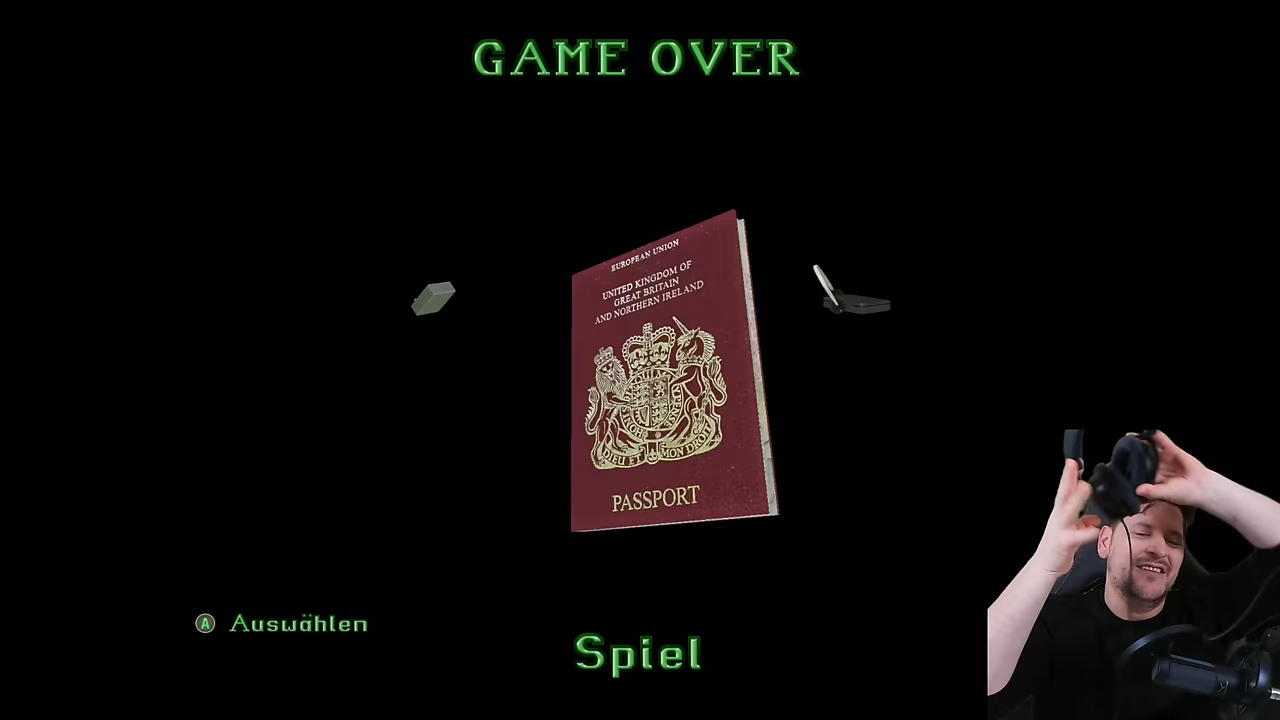 GAME OVER
EUROPEAN UNION
UNITED KINGDOM OF
GREAT BRITAIN
AND NORTHERN IRELAND
DIEU ET MON DROIT
PASSPORT
A Auswählen
Spiel